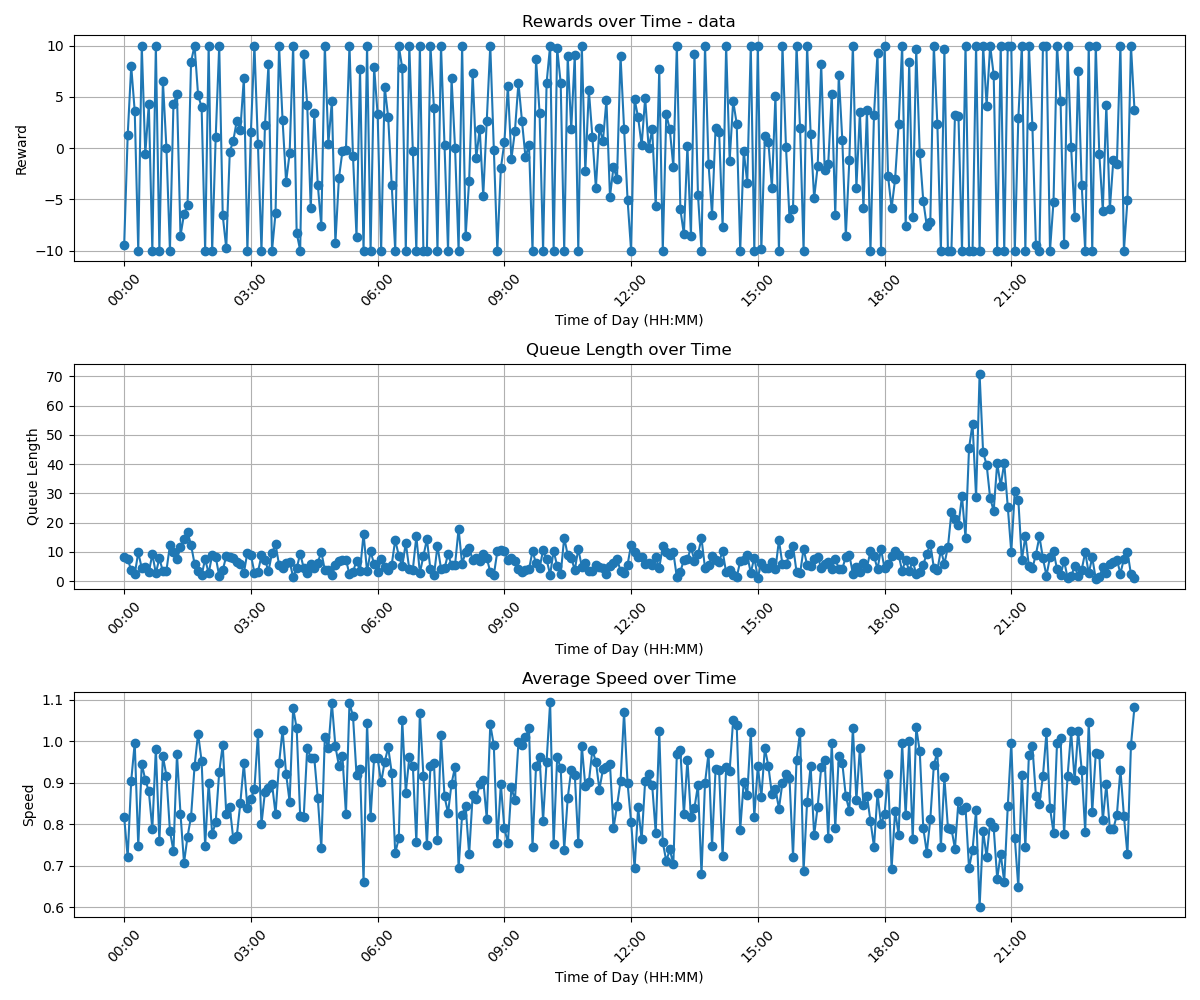 Rewards over Time - data
Reward
10
5
0
−5
−10
00:00 03:00 06:00 09:00 12:00 15:00 18:00 21:00
Time of Day (HH:MM)
Queue Length over Time
Queue Length
70
60
50
40
30
20
10
0
00:00 03:00 06:00 09:00 12:00 15:00 18:00 21:00
Time of Day (HH:MM)
Average Speed over Time
Speed
1.1
1.0
0.9
0.8
0.7
0.6
00:00 03:00 06:00 09:00 12:00 15:00 18:00 21:00
Time of Day (HH:MM)